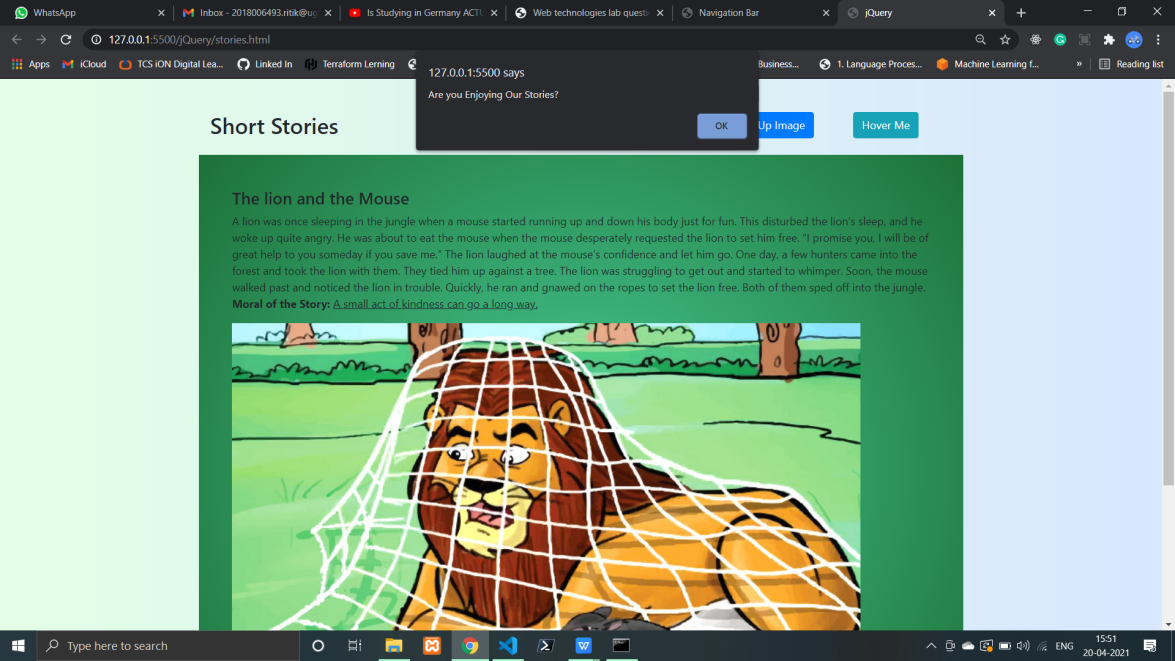 WhatsApp
Inbox - 2018006493.ritik@ug
Is Studying in Germany ACTU
Web technologies lab questi
Navigation Bar
jQuery
127.0.0.1:5500/jQuery/stories.html
Apps
iCloud
TCS iON Digital Lea...
Linked In
Terraform Lerning
Business...
1. Language Proces...
Machine Learning f...
»
Reading list
127.0.0.1:5500 says
Are you Enjoying Our Stories?
OK
Short Stories
Up Image
Hover Me
The lion and the Mouse
A lion was once sleeping in the jungle when a mouse started running up and down his body just for fun. This disturbed the lion's sleep, and he
woke up quite angry. He was about to eat the mouse when the mouse desperately requested the lion to set him free. "I promise you, I will be of
great help to you someday if you save me." The lion laughed at the mouse's confidence and let him go. One day, a few hunters came into the
forest and took the lion with them. They tied him up against a tree. The lion was struggling to get out and started to whimper. Soon, the mouse
walked past and noticed the lion in trouble. Quickly, he ran and gnawed on the ropes to set the lion free. Both of them sped off into the jungle.
Moral of the Story: A small act of kindness can go a long way.
Type here to search
ENG
15:51
20-04-2021